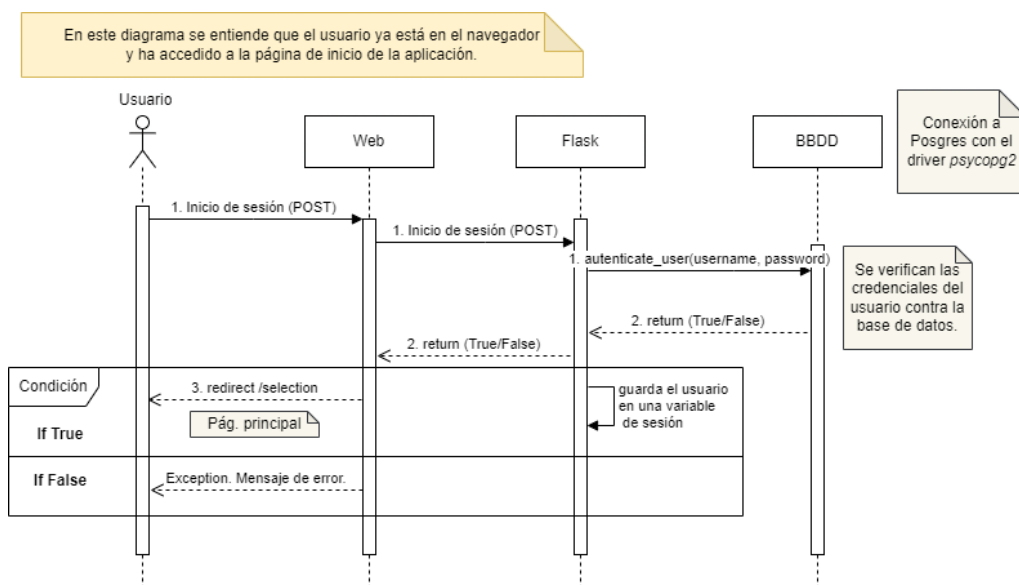 En este diagrama se entiende que el usuario ya está en el navegador
y ha accedido a la página de inicio de la aplicación.
Usuario
Web
Flask
BBDD
Conexión a
Posgres con el
driver psycopg2
1. Inicio de sesión (POST)
1. Inicio de sesión (POST)
1. autenticate_user(username, password)
Se verifican las
credenciales del
usuario contra la
base de datos.
2. return (True/False)
2. return (True/False)
Condición
3. redirect /selection
guarda el usuario
en una variable
de sesión
Pág. principal
If True
If False
Exception. Mensaje de error.